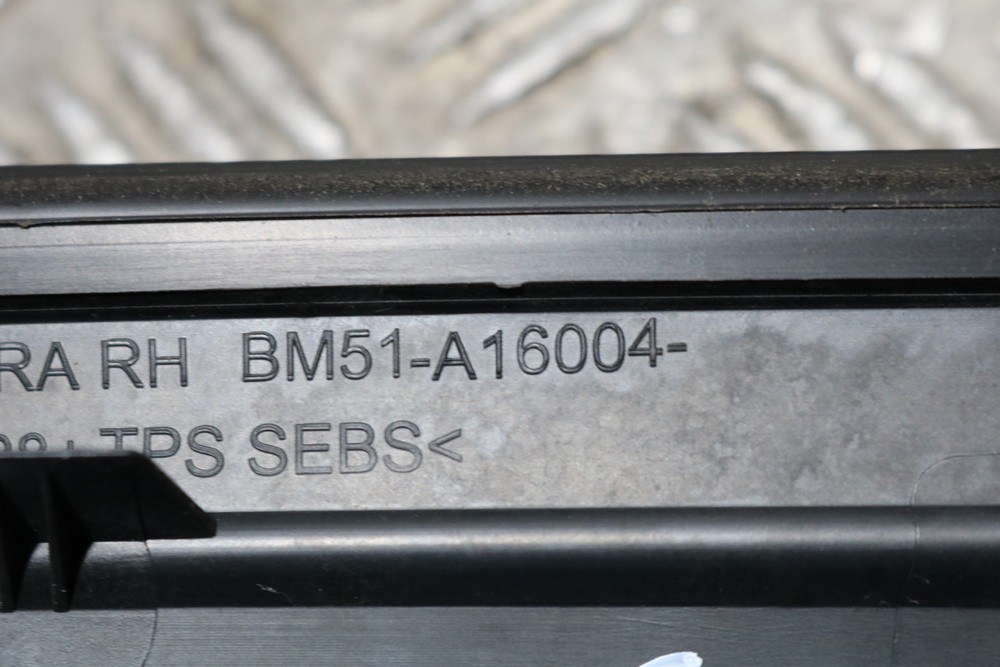 RA RH BM51-A16004-
TPS SEBS<